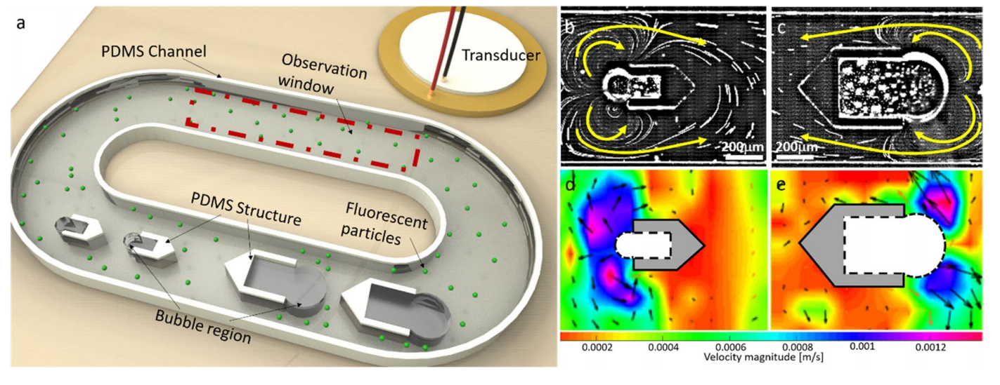 a
PDMS Channel
Observation
window
Transducer
PDMS Structure
Fluorescent
particles
Bubble region
b
200μm
c
200μm
d
e
0.0002
0.0004
0.0006
0.0008
0.001
0.0012
Velocity magnitude [m/s]